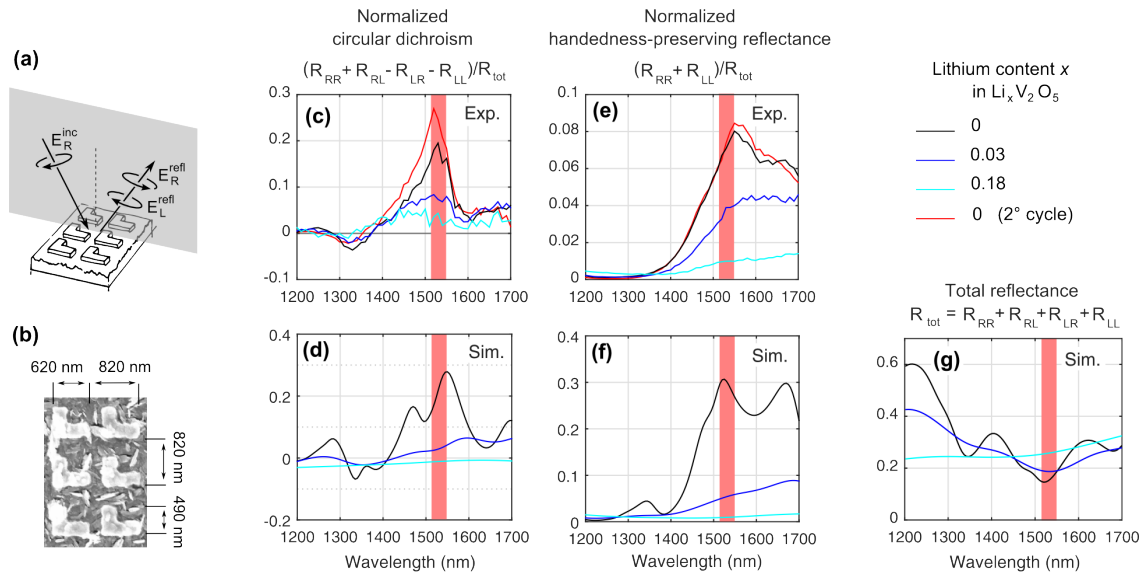 Normalized
circular dichroism
(R_RR + R_RL - R_LR - R_LL)/R_tot
Normalized
handedness-preserving reflectance
(R_RR + R_LL)/R_tot
(a)
E_R^inc
E_R^refl
E_L^refl
(b)
620 nm
820 nm
820 nm
490 nm
(c)
Exp.
0.3
0.2
0.1
0
-0.1
1200 1300 1400 1500 1600 1700
(e)
Exp.
0.1
0.08
0.06
0.04
0.02
0
1200 1300 1400 1500 1600 1700
Lithium content x
in Li_x V_2 O_5
0
0.03
0.18
0 (2° cycle)
(d)
Sim.
0.4
0.2
0
-0.2
1200 1300 1400 1500 1600 1700
Wavelength (nm)
(f)
Sim.
0.4
0.3
0.2
0.1
0
1200 1300 1400 1500 1600 1700
Wavelength (nm)
Total reflectance
R_tot = R_RR + R_RL + R_LR + R_LL
(g)
Sim.
0.6
0.4
0.2
0
1200 1300 1400 1500 1600 1700
Wavelength (nm)